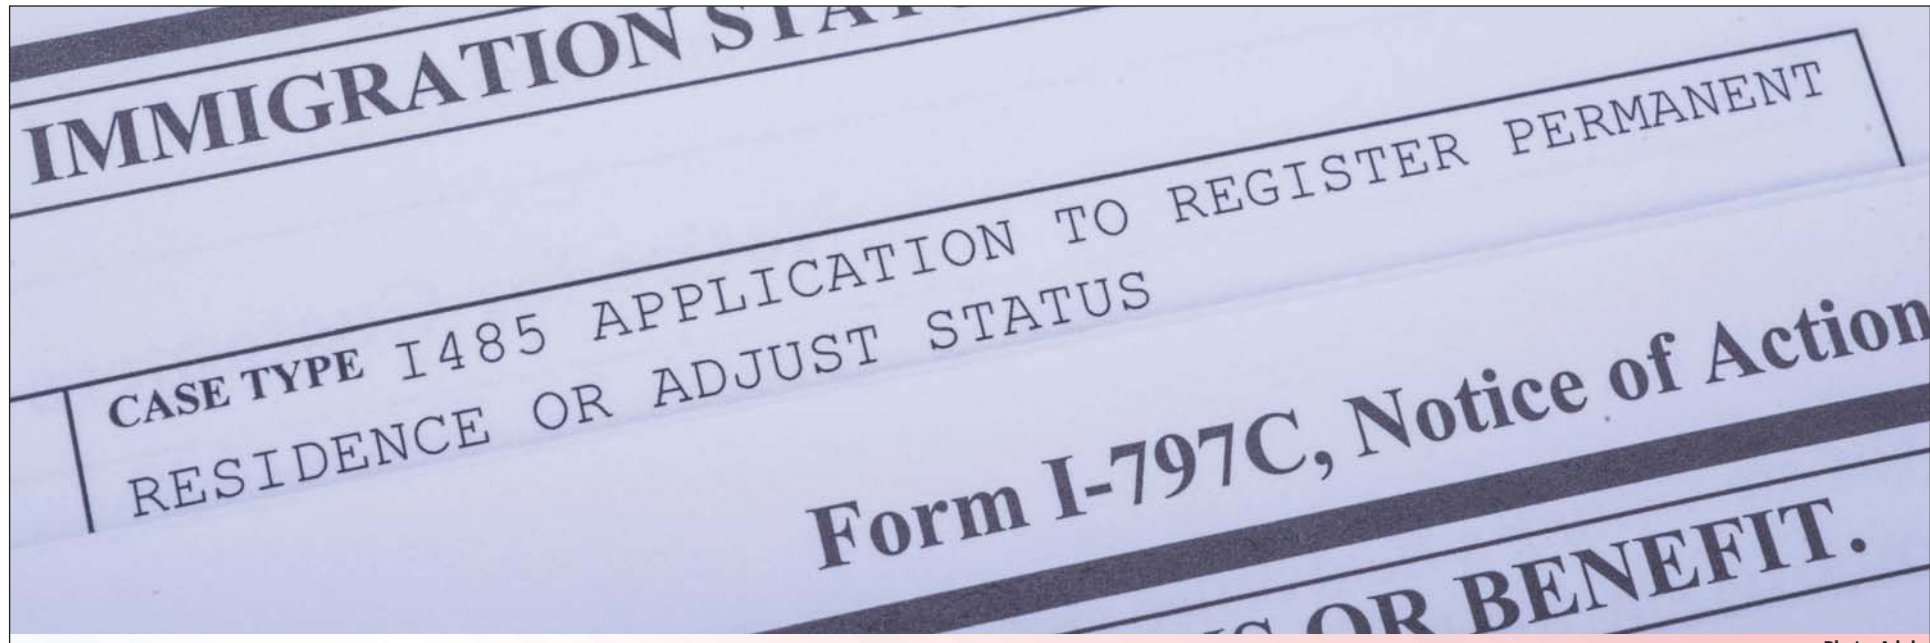 IMMIGRATION
CASE TYPE I485 APPLICATION TO REGISTER PERMANENT
RESIDENCE OR ADJUST STATUS
Form I-797C, Notice of Action
OR BENEFIT.